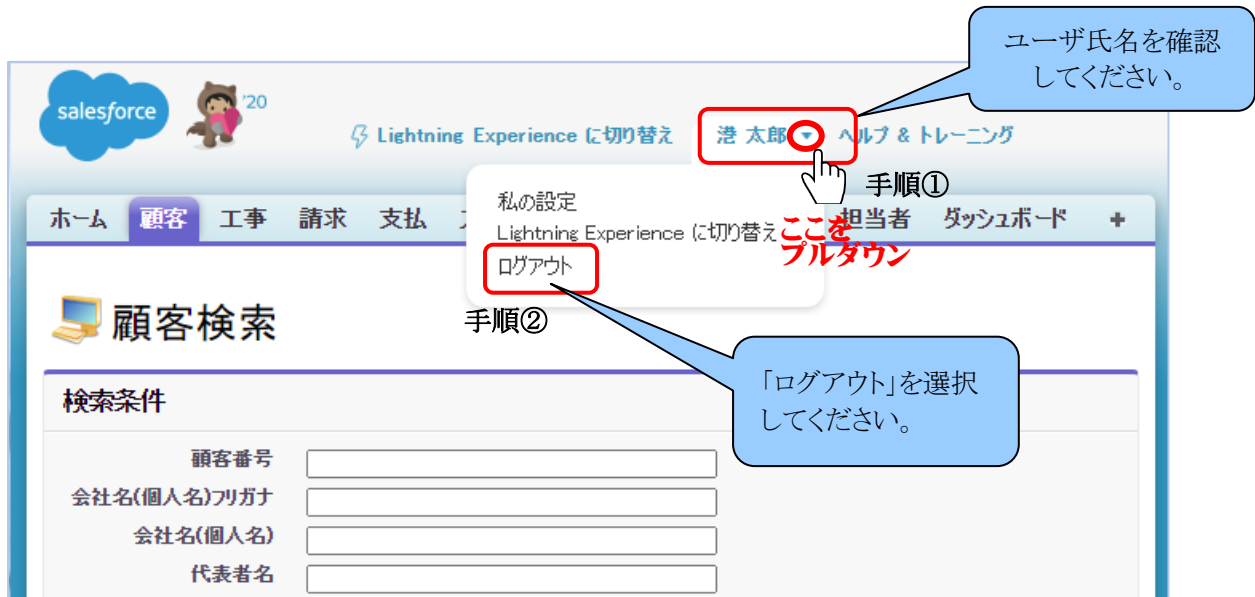 ユーザ氏名を確認
してください。
salesforce
'20
Lightning Experience に切り替え
港 太郎
ヘルプ & トレーニング
手順①
私の設定
Lightning Experience に切り替え
ログアウト
ここを
プルダウン
ホーム 顧客 工事 請求 支払
担当者 ダッシュボード +
手順②
顧客検索
「ログアウト」を選択
してください。
検索条件
顧客番号
会社名(個人名)フリガナ
会社名(個人名)
代表者名